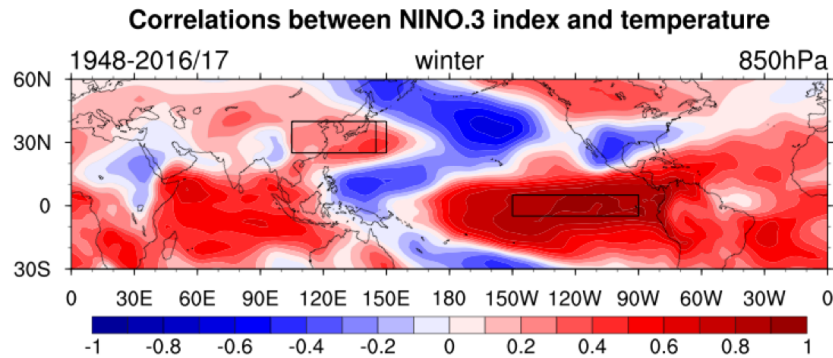 Correlations between NINO.3 index and temperature
1948-2016/17 winter 850hPa
60N
30N
0
30S
0 30E 60E 90E 120E 150E 180 150W 120W 90W 60W 30W 0
-1 -0.8 -0.6 -0.4 -0.2 0 0.2 0.4 0.6 0.8 1